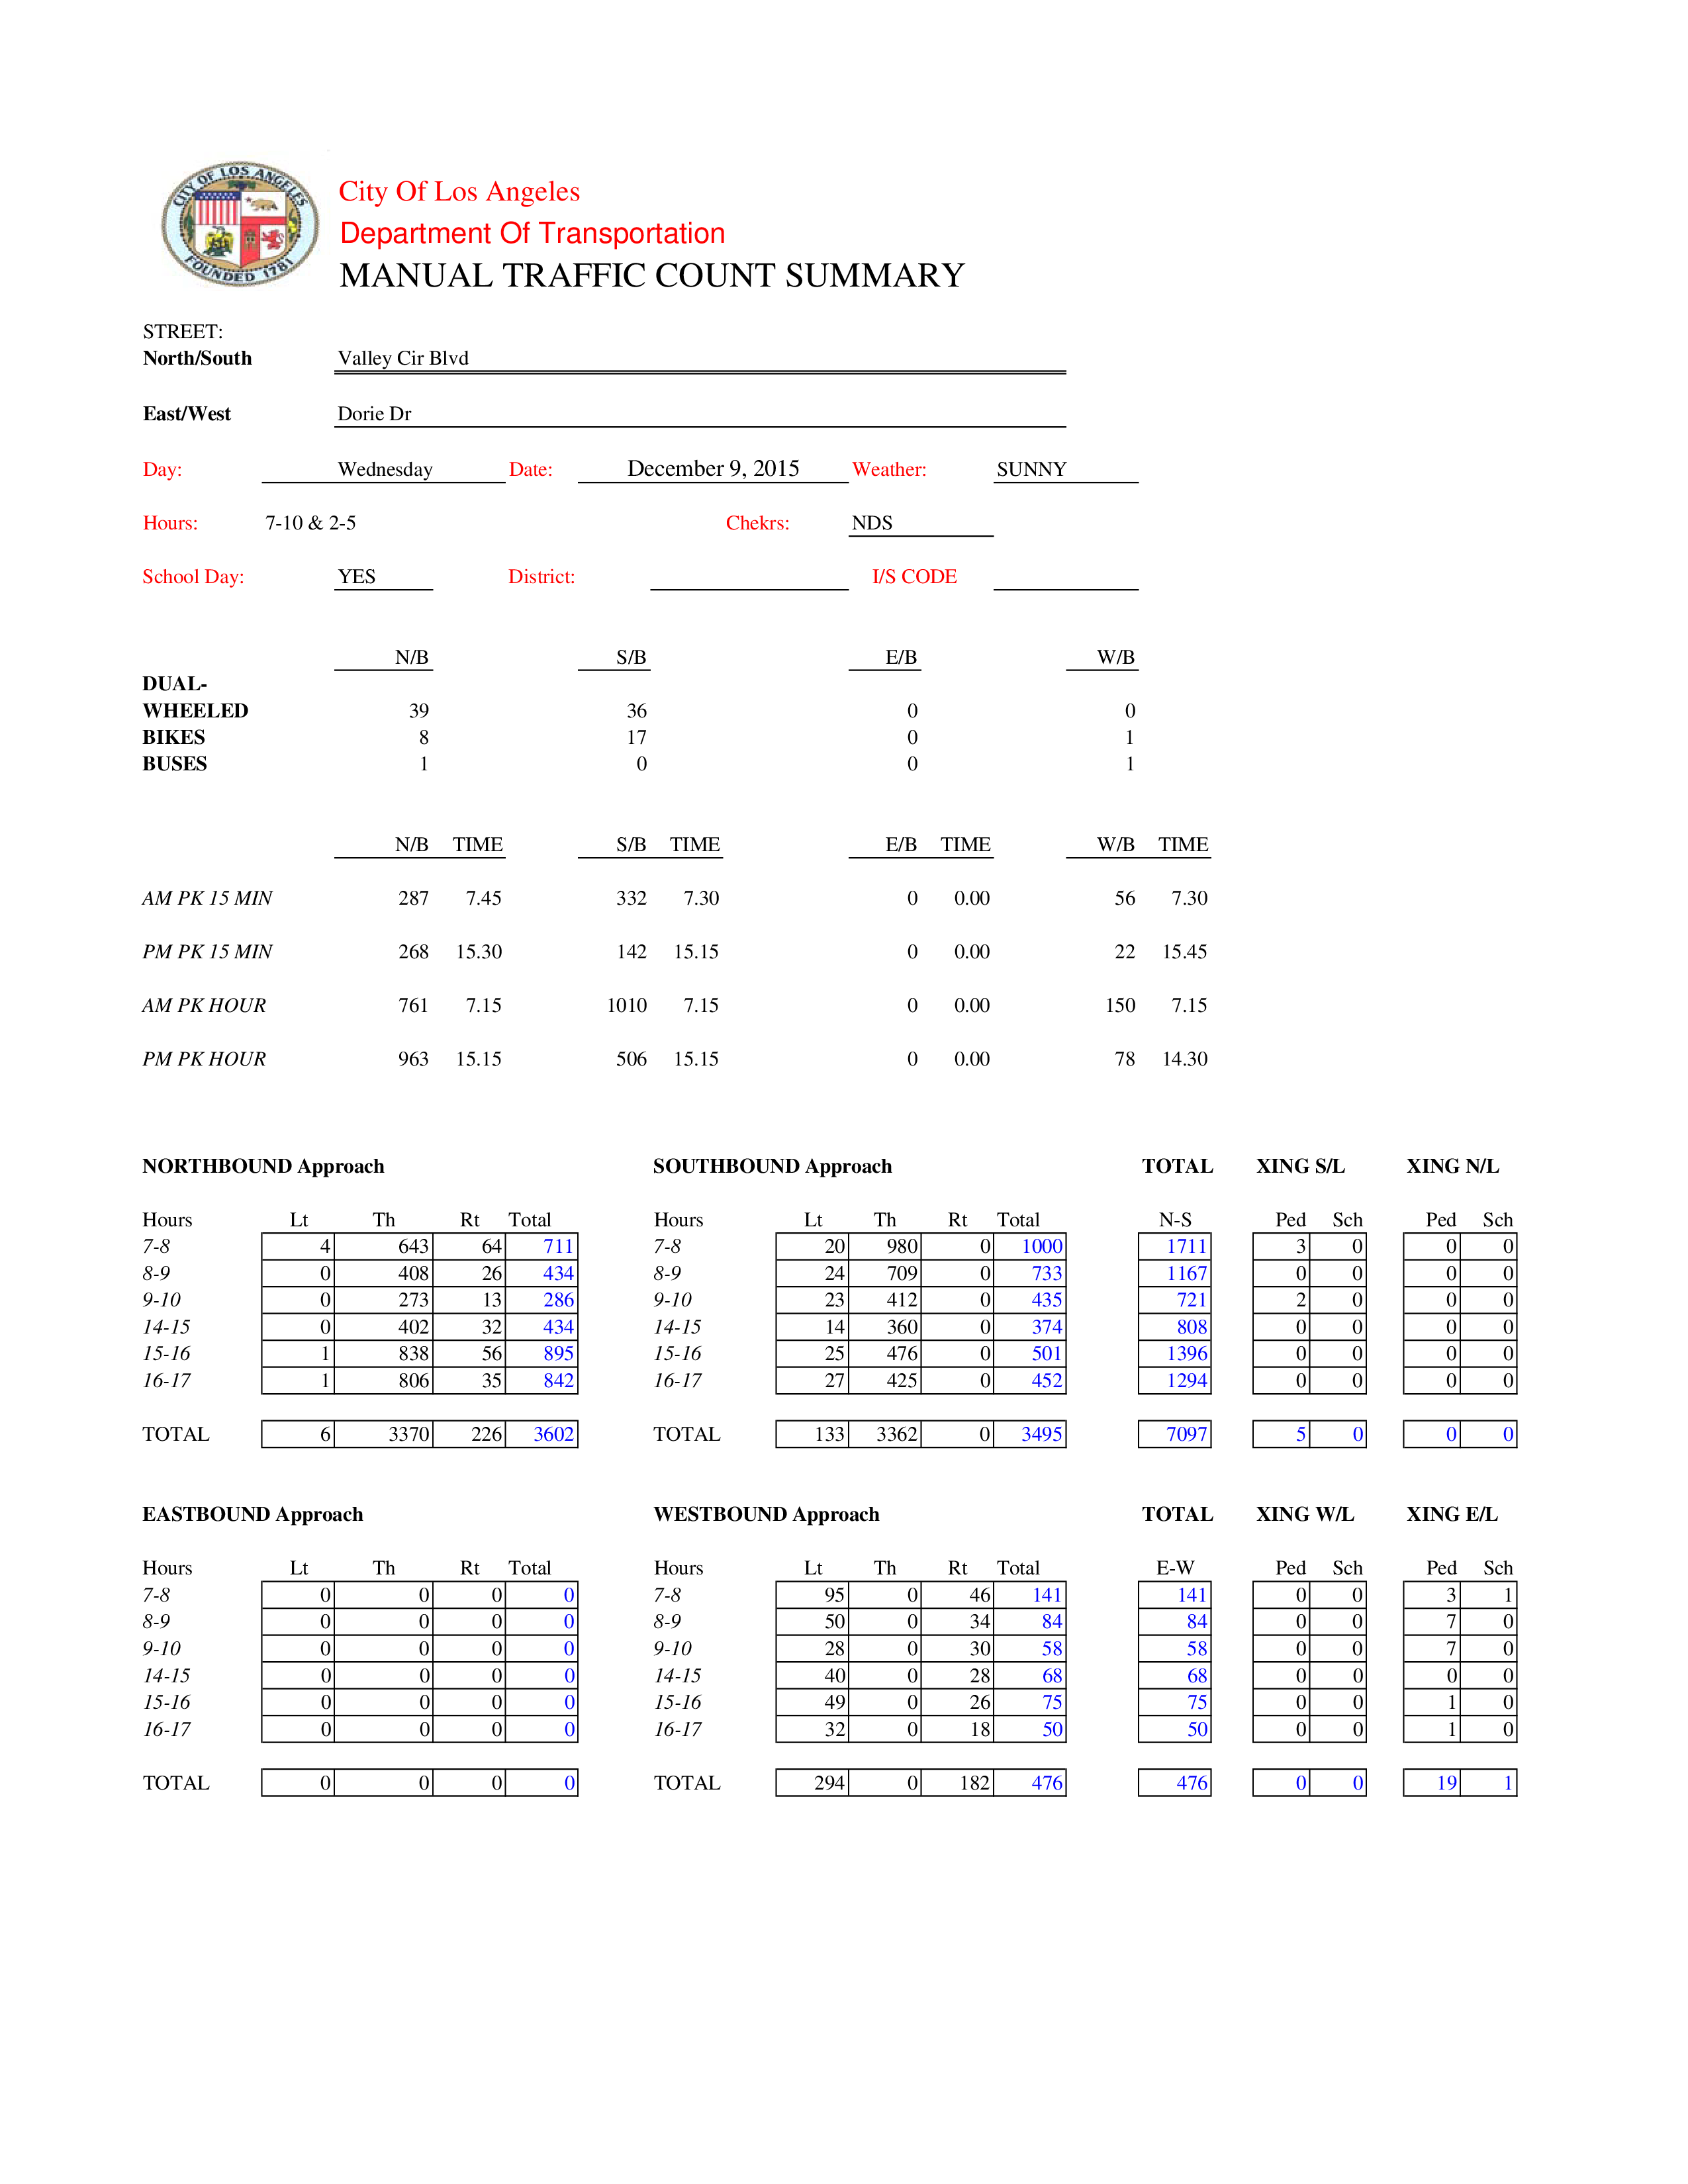 CITY OF LOS ANGELES
FOUNDED 1781
City Of Los Angeles
Department Of Transportation
MANUAL TRAFFIC COUNT SUMMARY
STREET:
North/South Valley Cir Blvd
East/West Dorie Dr
Day: Wednesday Date: December 9, 2015 Weather: SUNNY
Hours: 7-10 & 2-5 Chekrs: NDS
School Day: YES District: I/S CODE
N/B S/B E/B W/B
DUAL-
WHEELED 39 36 0 0
BIKES 8 17 0 1
BUSES 1 0 0 1
N/B TIME S/B TIME E/B TIME W/B TIME
AM PK 15 MIN 287 7.45 332 7.30 0 0.00 56 7.30
PM PK 15 MIN 268 15.30 142 15.15 0 0.00 22 15.45
AM PK HOUR 761 7.15 1010 7.15 0 0.00 150 7.15
PM PK HOUR 963 15.15 506 15.15 0 0.00 78 14.30
NORTHBOUND Approach SOUTHBOUND Approach TOTAL XING S/L XING N/L
Hours Lt Th Rt Total Hours Lt Th Rt Total N-S Ped Sch Ped Sch
7-8 4 643 64 711 7-8 20 980 0 1000 1711 3 0 0 0
8-9 0 408 26 434 8-9 24 709 0 733 1167 0 0 0 0
9-10 0 273 13 286 9-10 23 412 0 435 721 2 0 0 0
14-15 0 402 32 434 14-15 14 360 0 374 808 0 0 0 0
15-16 1 838 56 895 15-16 25 476 0 501 1396 0 0 0 0
16-17 1 806 35 842 16-17 27 425 0 452 1294 0 0 0 0
TOTAL 6 3370 226 3602 TOTAL 133 3362 0 3495 7097 5 0 0 0
EASTBOUND Approach WESTBOUND Approach TOTAL XING W/L XING E/L
Hours Lt Th Rt Total Hours Lt Th Rt Total E-W Ped Sch Ped Sch
7-8 0 0 0 0 7-8 95 0 46 141 141 0 0 3 1
8-9 0 0 0 0 8-9 50 0 34 84 84 0 0 7 0
9-10 0 0 0 0 9-10 28 0 30 58 58 0 0 7 0
14-15 0 0 0 0 14-15 40 0 28 68 68 0 0 0 0
15-16 0 0 0 0 15-16 49 0 26 75 75 0 0 1 0
16-17 0 0 0 0 16-17 32 0 18 50 50 0 0 1 0
TOTAL 0 0 0 0 TOTAL 294 0 182 476 476 0 0 19 1